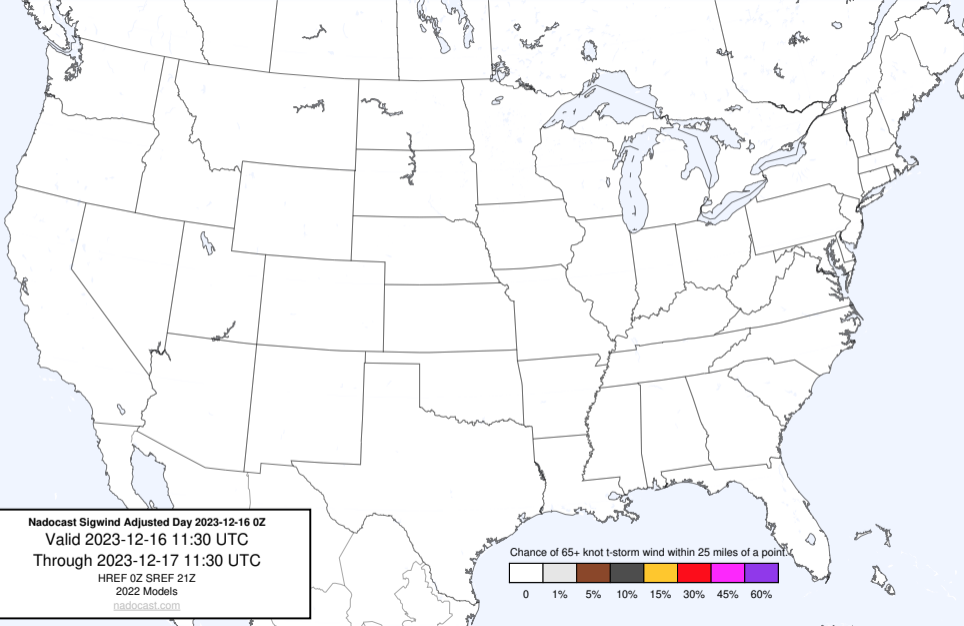 Nadocast Sigwind Adjusted Day 2023-12-16 0Z
Valid 2023-12-16 11:30 UTC
Through 2023-12-17 11:30 UTC
HREF 0Z SREF 21Z
2022 Models
nadocast.com
Chance of 65+ knot t-storm wind within 25 miles of a point.
0 1% 5% 10% 15% 30% 45% 60%